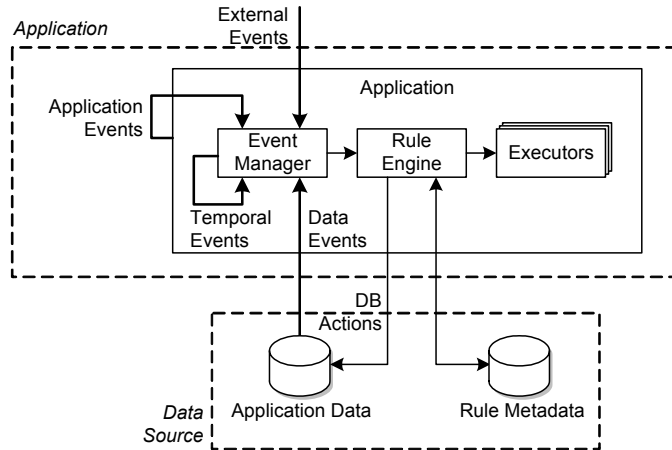 External
Events
Application
Application
Application
Events
Event
Manager
Rule
Engine
Executors
Temporal
Events
Data
Events
DB
Actions
Application Data
Rule Metadata
Data
Source